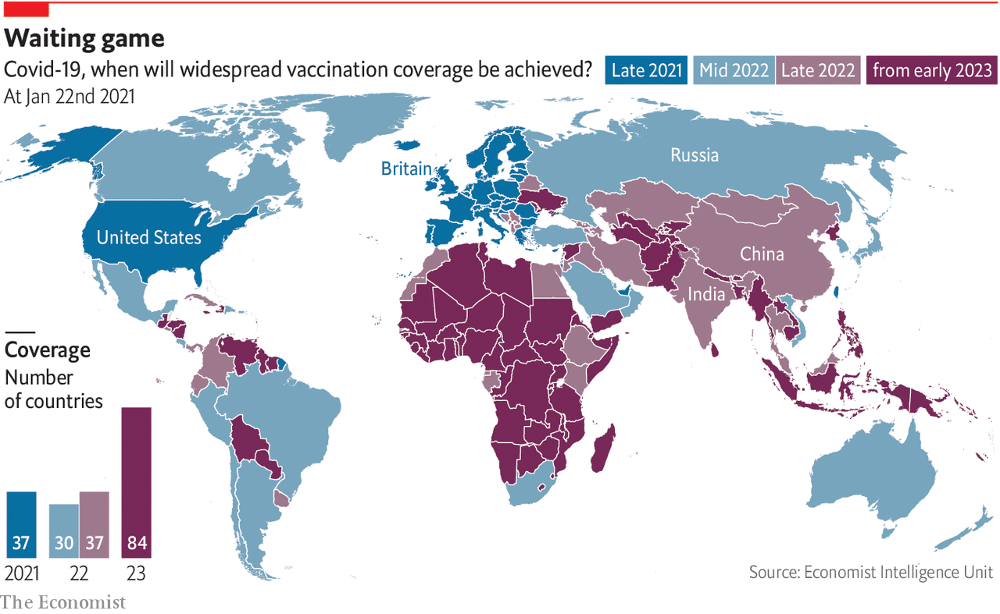 Waiting game
Covid-19, when will widespread vaccination coverage be achieved?
Late 2021
Mid 2022
Late 2022
from early 2023
At Jan 22nd 2021
Russia
Britain
United States
China
India
Coverage
Number
of countries
37
30
37
84
2021
22
23
Source: Economist Intelligence Unit
The Economist